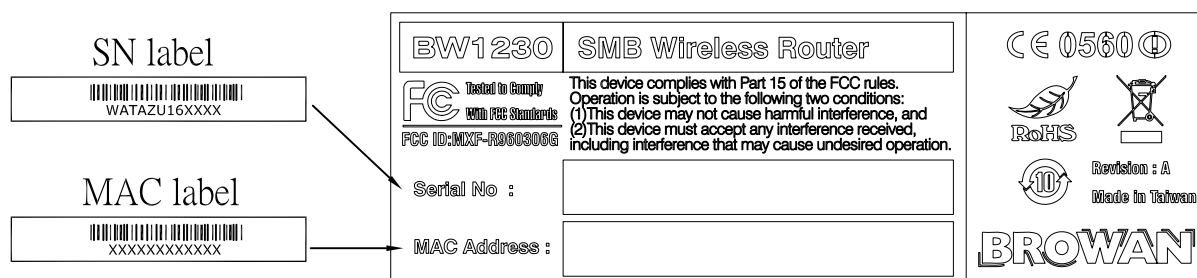 SN label
WATAZU16XXXX
MAC label
XXXXXXXXXXXX
BW1230 SMB Wireless Router
FC Tested to Comply
With FCC Standards
FCC ID:MXF-R960306G
This device complies with Part 15 of the FCC rules.
Operation is subject to the following two conditions:
(1)This device may not cause harmful interference, and
(2)This device must accept any interference received,
including interference that may cause undesired operation.
Serial No :
MAC Address :
CE 0560
RoHS
10
Revision : A
Made in Taiwan
BROWAN